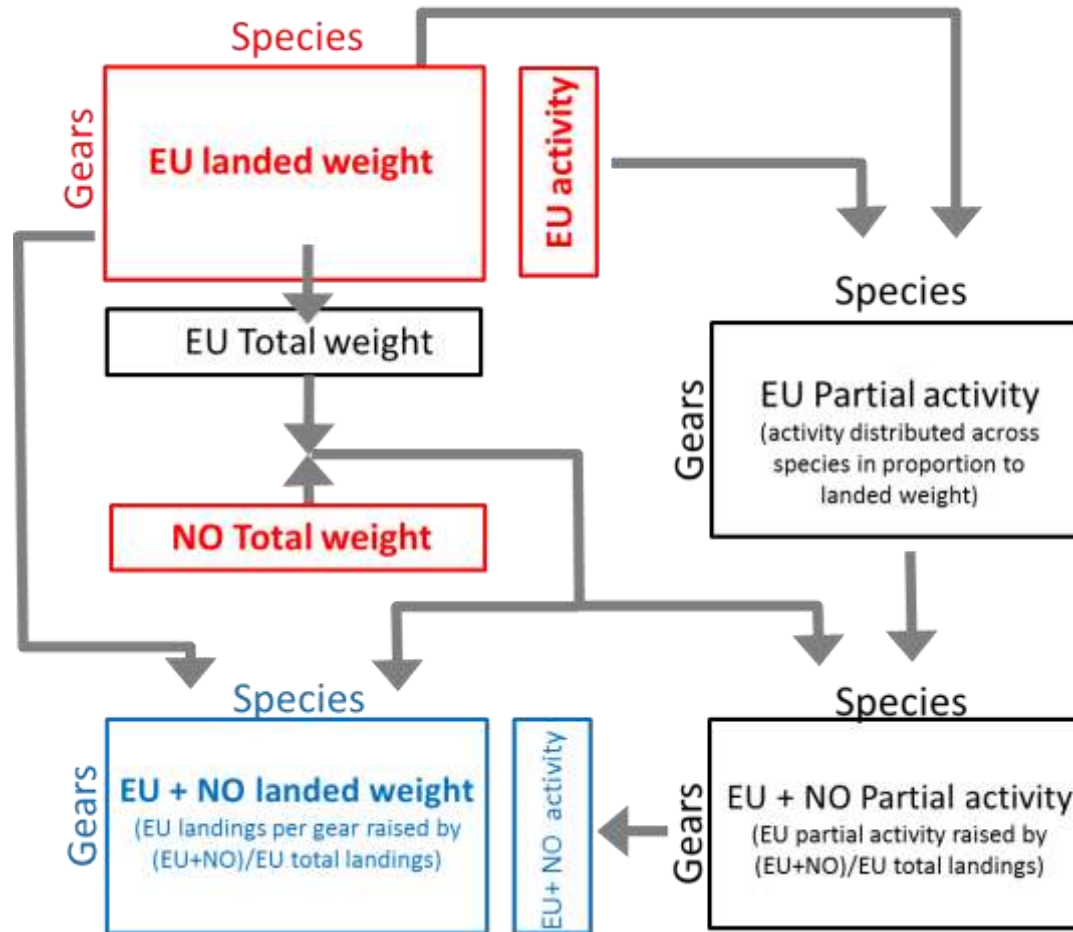 Species
Gears
EU landed weight
EU activity
EU Total weight
NO Total weight
Species
Gears
EU Partial activity
(activity distributed across
species in proportion to
landed weight)
Species
Gears
EU + NO landed weight
(EU landings per gear raised by
(EU+NO)/EU total landings)
EU+ NO activity
Species
Gears
EU + NO Partial activity
(EU partial activity raised by
(EU+NO)/EU total landings)